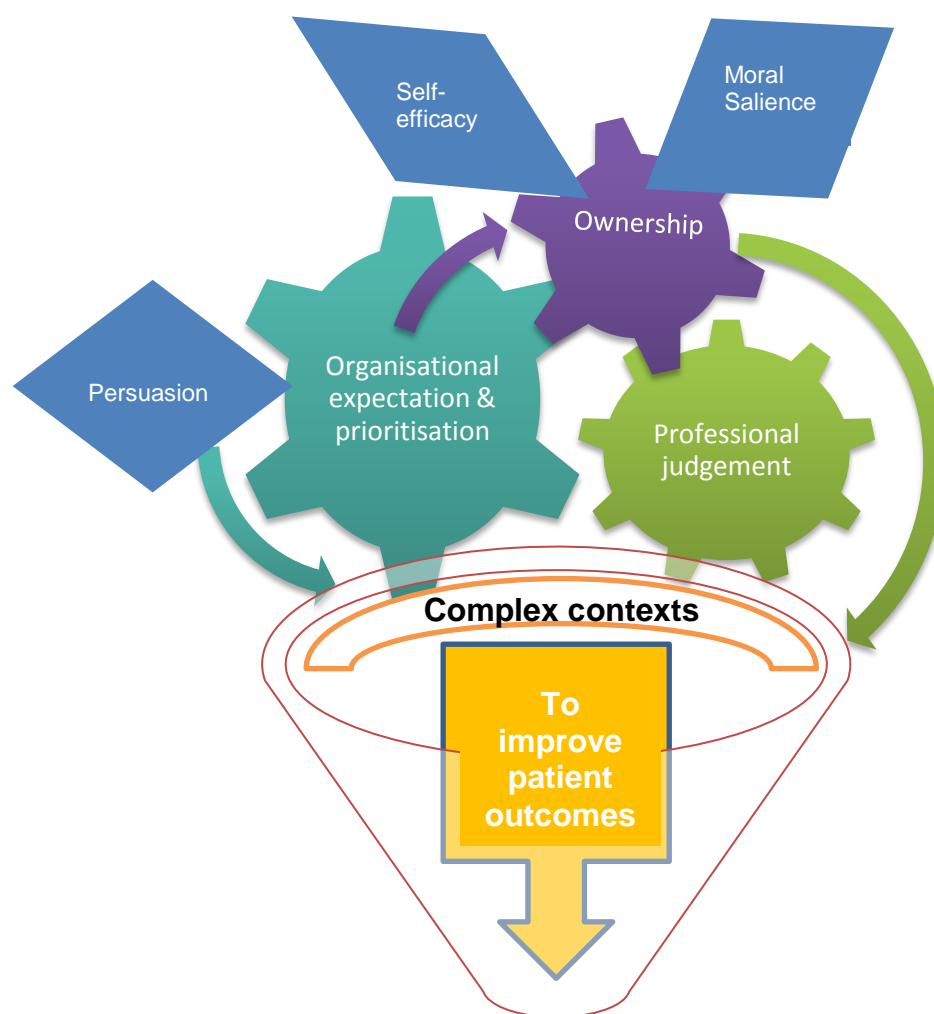 Self-
efficacy
Moral
Salience
Ownership
Persuasion
Organisational
expectation &
prioritisation
Professional
judgement
Complex contexts
To
improve
patient
outcomes